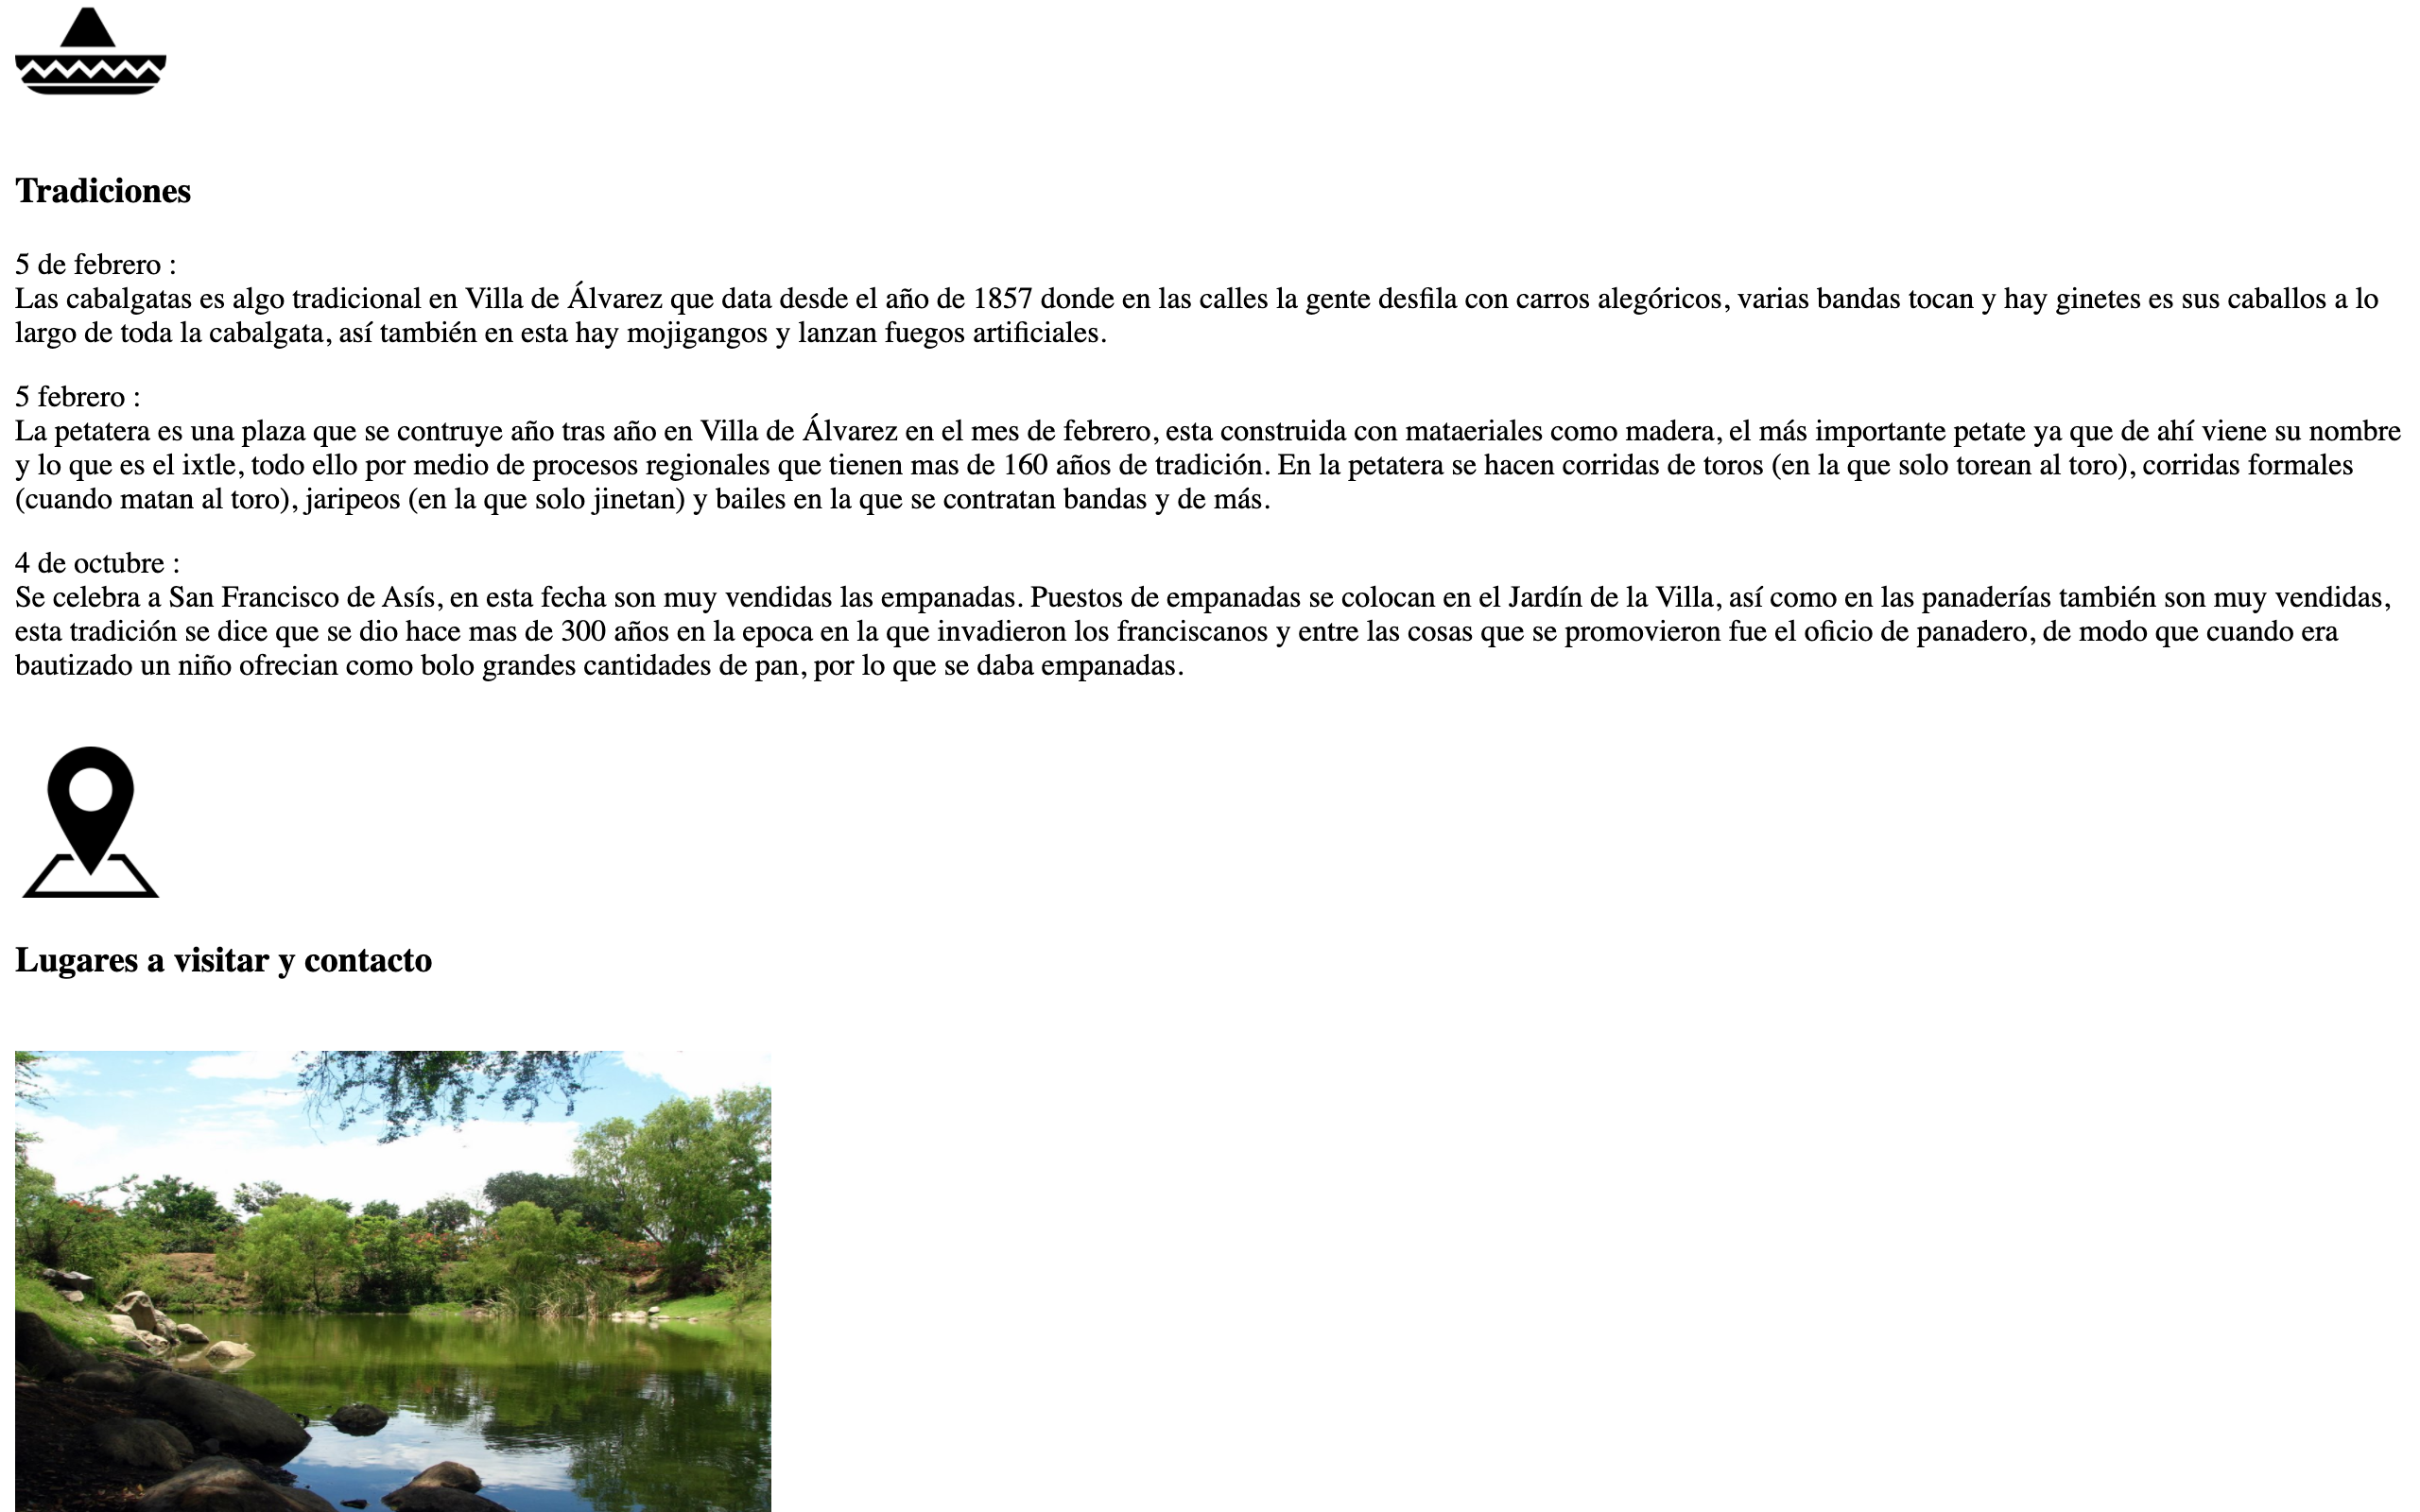 Tradiciones
5 de febrero :
Las cabalgatas es algo tradicional en Villa de Álvarez que data desde el año de 1857 donde en las calles la gente desfila con carros alegóricos, varias bandas tocan y hay ginetes es sus caballos a lo
largo de toda la cabalgata, así también en esta hay mojigangos y lanzan fuegos artificiales.
5 febrero :
La petatera es una plaza que se contruye año tras año en Villa de Álvarez en el mes de febrero, esta construida con mataeriales como madera, el más importante petate ya que de ahí viene su nombre
y lo que es el ixtle, todo ello por medio de procesos regionales que tienen mas de 160 años de tradición. En la petatera se hacen corridas de toros (en la que solo torean al toro), corridas formales
(cuando matan al toro), jaripeos (en la que solo jinetan) y bailes en la que se contratan bandas y de más.
4 de octubre :
Se celebra a San Francisco de Asís, en esta fecha son muy vendidas las empanadas. Puestos de empanadas se colocan en el Jardín de la Villa, así como en las panaderías también son muy vendidas,
esta tradición se dice que se dio hace mas de 300 años en la epoca en la que invadieron los franciscanos y entre las cosas que se promovieron fue el oficio de panadero, de modo que cuando era
bautizado un niño ofrecian como bolo grandes cantidades de pan, por lo que se daba empanadas.
Lugares a visitar y contacto